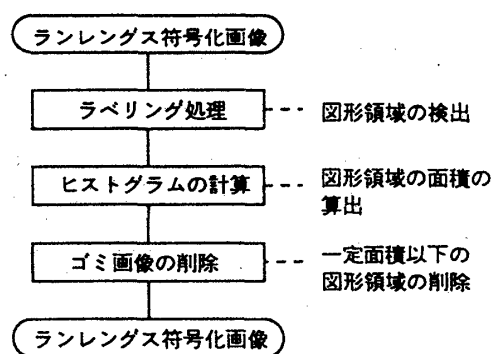 ランレングス符号化画像
ラベリング処理
図形領域の検出
ヒストグラムの計算
図形領域の面積の
算出
ゴミ画像の削除
一定面積以下の
図形領域の削除
ランレングス符号化画像